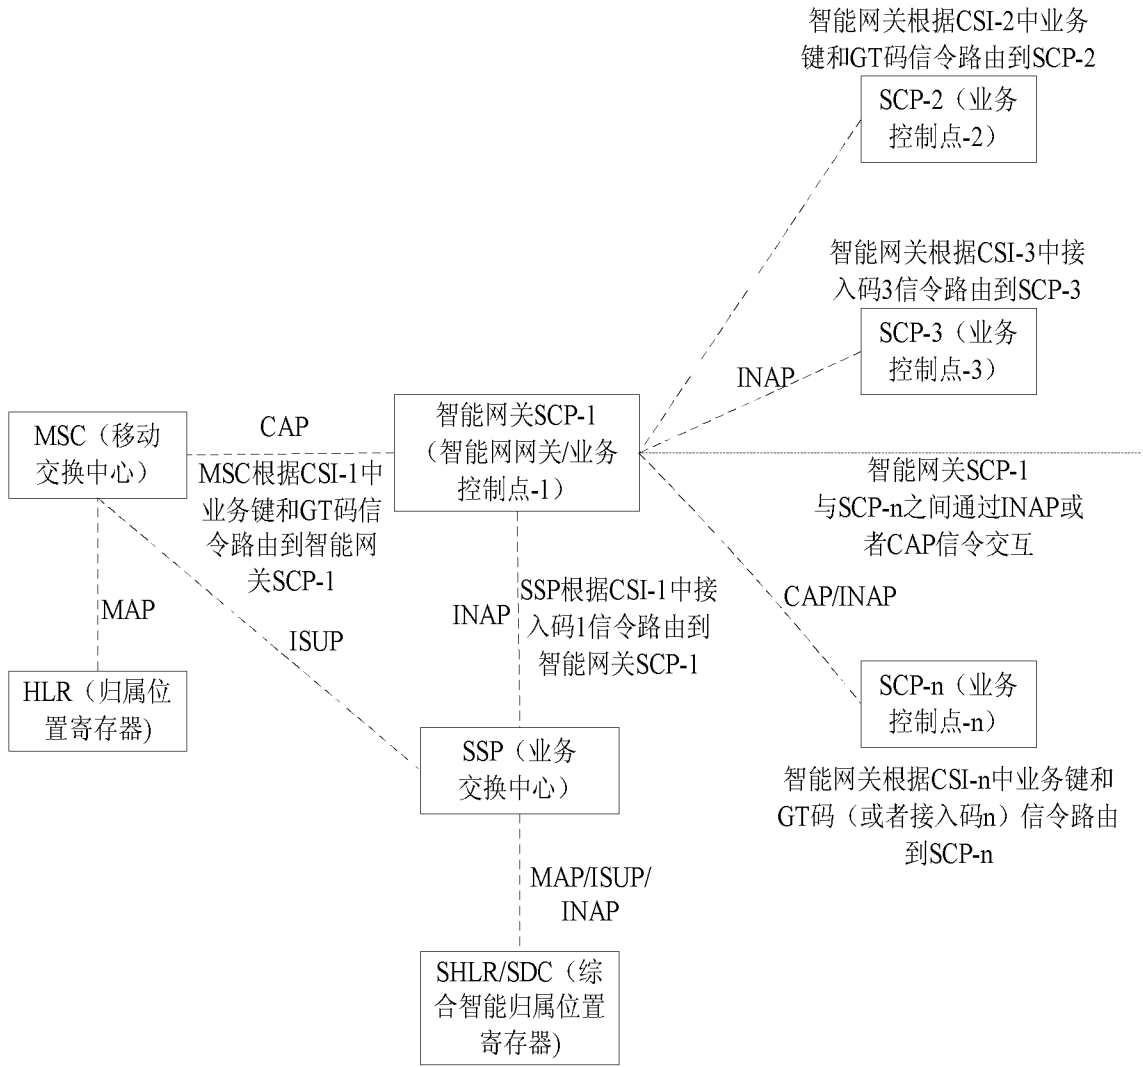 智能网关根据CSI-2中业务
键和GT码信令路由到SCP-2
SCP-2（业务
控制点-2）
智能网关根据CSI-3中接
入码3信令路由到SCP-3
SCP-3（业务
控制点-3）
INAP
MSC（移动
交换中心）
CAP
智能网关SCP-1
（智能网网关/业务
控制点-1）
MSC根据CSI-1中
业务键和GT码信
令路由到智能网
关SCP-1
智能网关SCP-1
与SCP-n之间通过INAP或
者CAP信令交互
MAP
ISUP
INAP
SSP根据CSI-1中接
入码1信令路由到
智能网关SCP-1
CAP/INAP
HLR（归属位
置寄存器)
SCP-n（业务
控制点-n）
SSP（业务
交换中心）
智能网关根据CSI-n中业务键和
GT码（或者接入码n）信令路由
到SCP-n
MAP/ISUP/
INAP
SHLR/SDC（综
合智能归属位置
寄存器）